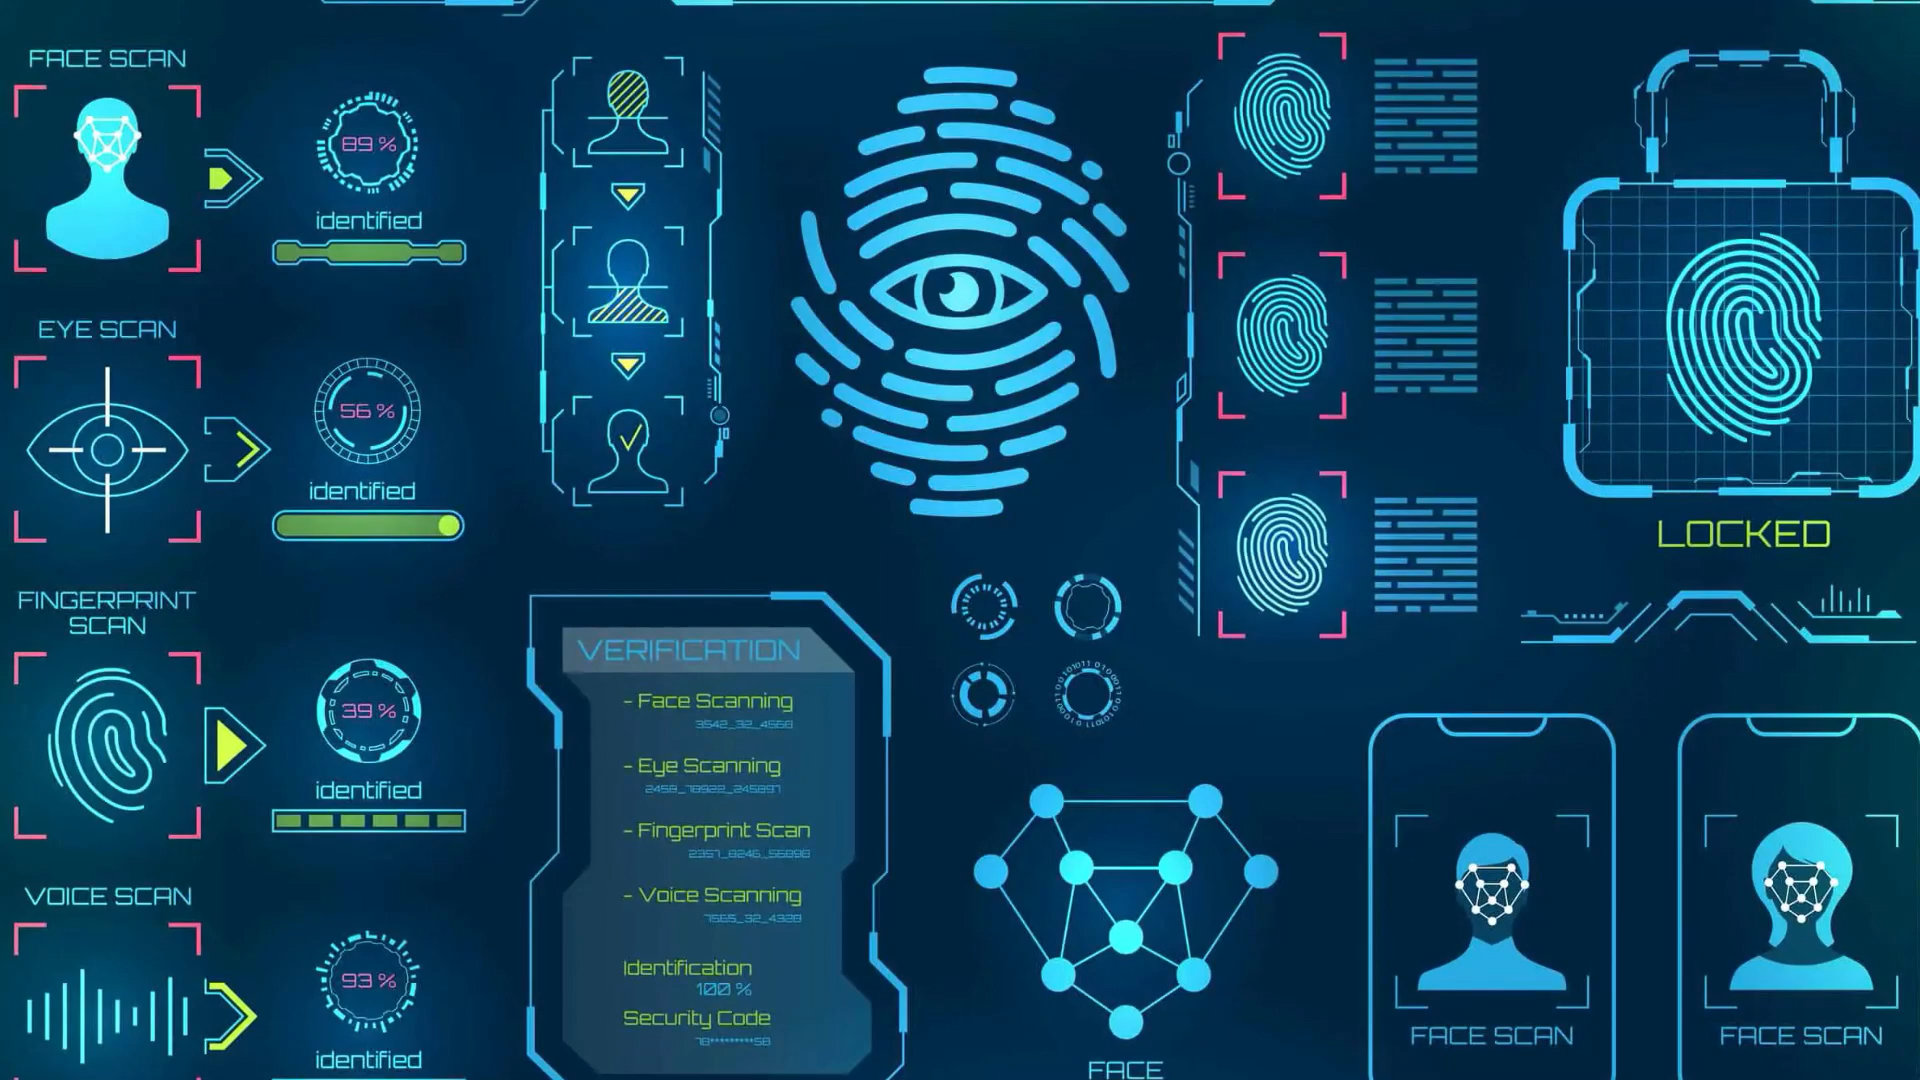 FACE SCAN
89 %
identified
EYE SCAN
56 %
identified
FINGERPRINT
SCAN
39 %
identified
VOICE SCAN
93 %
identified
VERIFICATION
- Face Scanning
- Eye Scanning
- Fingerprint Scan
- Voice Scanning
Identification
100 %
Security Code
LOCKED
FACE
FACE SCAN
FACE SCAN